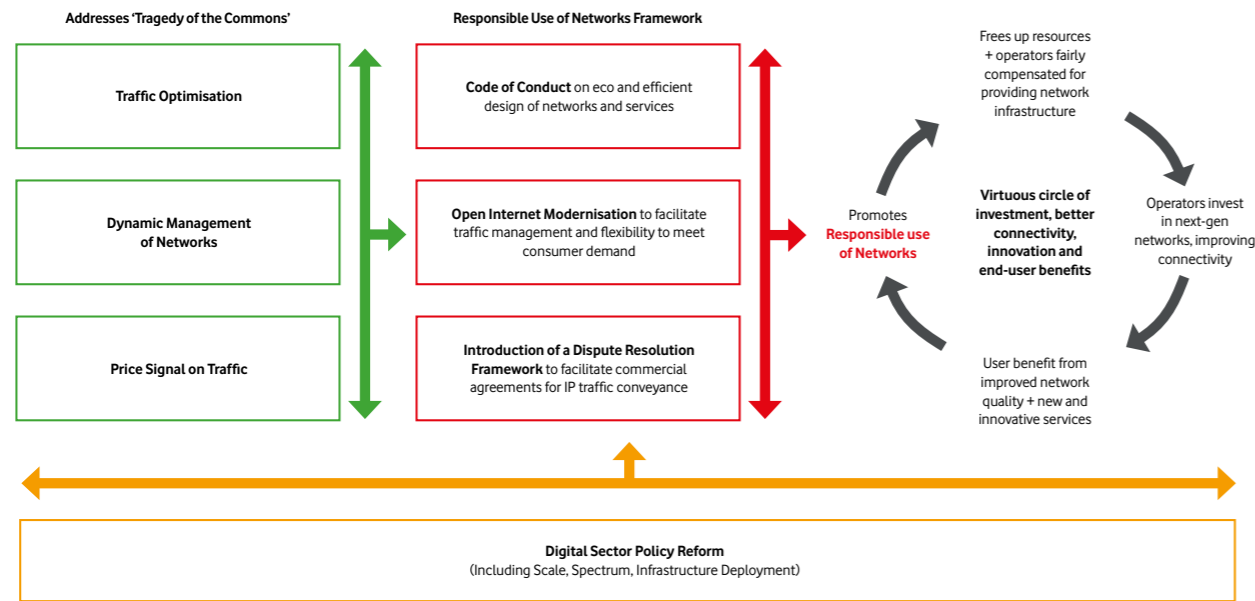 Addresses 'Tragedy of the Commons'
Traffic Optimisation
Dynamic Management
of Networks
Price Signal on Traffic
Responsible Use of Networks Framework
Code of Conduct on eco and efficient
design of networks and services
Open Internet Modernisation to facilitate
traffic management and flexibility to meet
consumer demand
Introduction of a Dispute Resolution
Framework to facilitate commercial
agreements for IP traffic conveyance
Promotes
Responsible use
of Networks
Frees up resources
+ operators fairly
compensated for
providing network
infrastructure
Virtuous circle of
investment, better
connectivity,
innovation and
end-user benefits
Operators invest
in next-gen
networks, improving
connectivity
User benefit from
improved network
quality + new and
innovative services
Digital Sector Policy Reform
(Including Scale, Spectrum, Infrastructure Deployment)